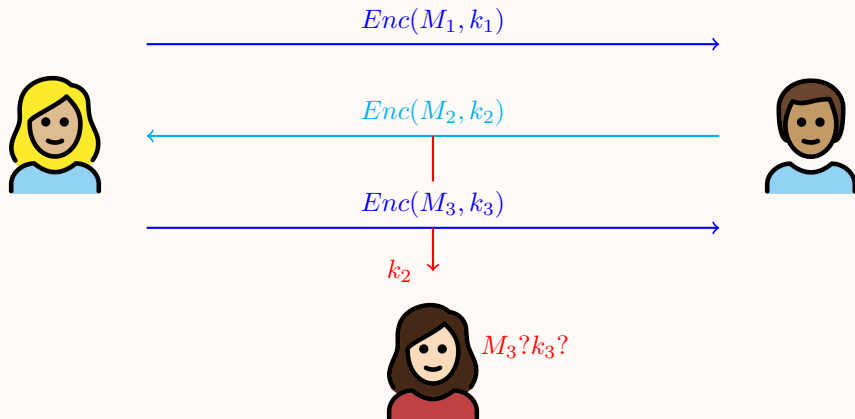 Enc(M₁, k₁)
Enc(M₂, k₂)
Enc(M₃, k₃)
k₂
M₃?k₃?